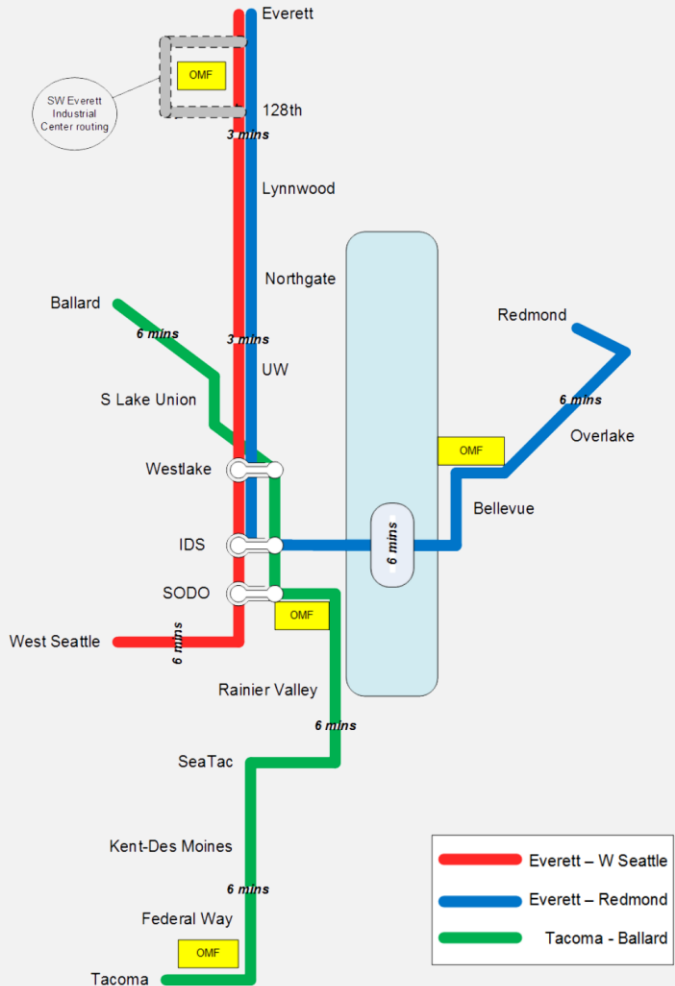 Everett
OMF
SW Everett
Industrial
Center routing
128th
3 mins
Lynnwood
Northgate
Ballard
6 mins
Redmond
3 mins
UW
S Lake Union
6 mins
Overlake
OMF
Westlake
Bellevue
IDS
6 mins
SODO
OMF
West Seattle
6 mins
Rainier Valley
6 mins
SeaTac
Kent-Des Moines
6 mins
Federal Way
OMF
Tacoma
Everett – W Seattle
Everett – Redmond
Tacoma - Ballard